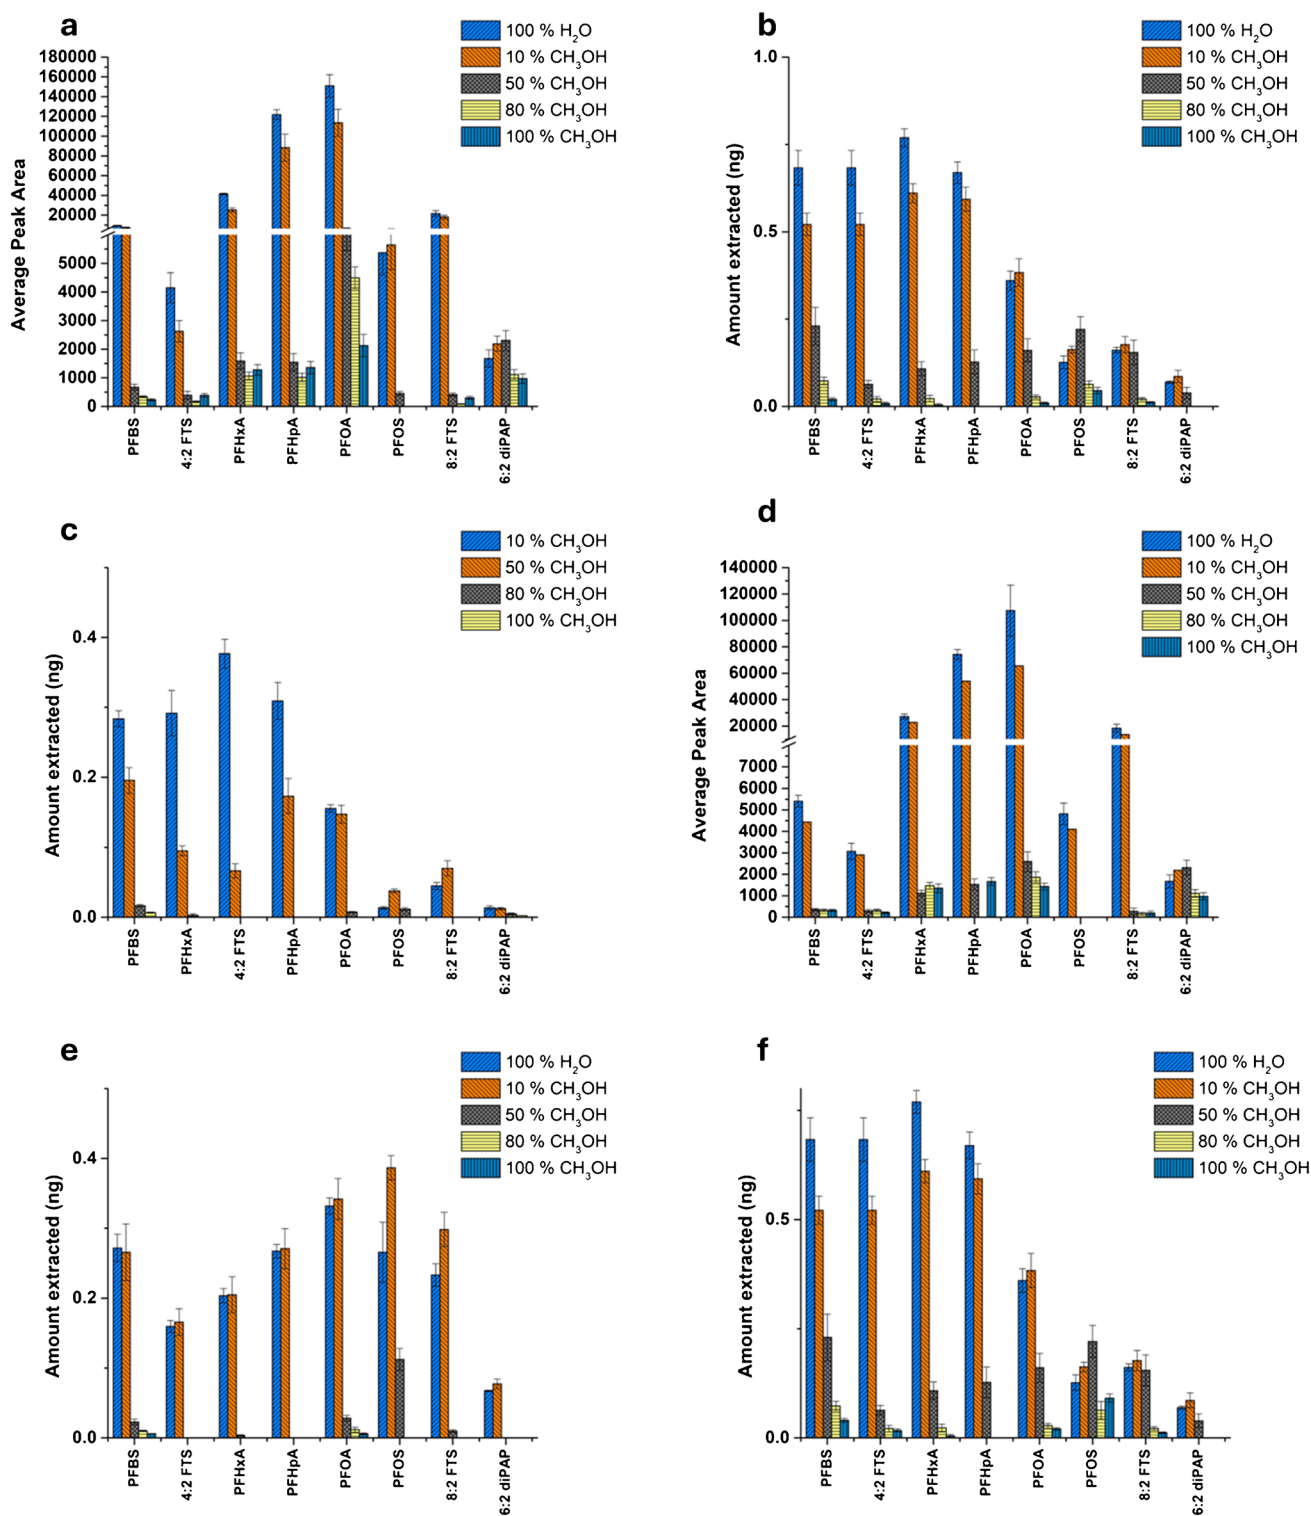 a
100 % H2O
10 % CH3OH
50 % CH3OH
80 % CH3OH
100 % CH3OH
Average Peak Area
180000
160000
140000
120000
100000
80000
60000
40000
20000
5000
4000
3000
2000
1000
0
PFBS
4:2 FTS
PFHxA
PFHpA
PFOA
PFOS
8:2 FTS
6:2 diPAP
b
100 % H2O
10 % CH3OH
50 % CH3OH
80 % CH3OH
100 % CH3OH
Amount extracted (ng)
1.0
0.5
0.0
PFBS
4:2 FTS
PFHxA
PFHpA
PFOA
PFOS
8:2 FTS
6:2 diPAP
c
10 % CH3OH
50 % CH3OH
80 % CH3OH
100 % CH3OH
Amount extracted (ng)
0.4
0.2
0.0
PFBS
PFHxA
4:2 FTS
PFHpA
PFOA
PFOS
8:2 FTS
6:2 diPAP
d
100 % H2O
10 % CH3OH
50 % CH3OH
80 % CH3OH
100 % CH3OH
Average Peak Area
140000
120000
100000
80000
60000
40000
20000
7000
6000
5000
4000
3000
2000
1000
0
PFBS
4:2 FTS
PFHxA
PFHpA
PFOA
PFOS
8:2 FTS
6:2 diPAP
e
100 % H2O
10 % CH3OH
50 % CH3OH
80 % CH3OH
100 % CH3OH
Amount extracted (ng)
0.4
0.2
0.0
PFBS
4:2 FTS
PFHxA
PFHpA
PFOA
PFOS
8:2 FTS
6:2 diPAP
f
100 % H2O
10 % CH3OH
50 % CH3OH
80 % CH3OH
100 % CH3OH
Amount extracted (ng)
0.5
0.0
PFBS
4:2 FTS
PFHxA
PFHpA
PFOA
PFOS
8:2 FTS
6:2 diPAP